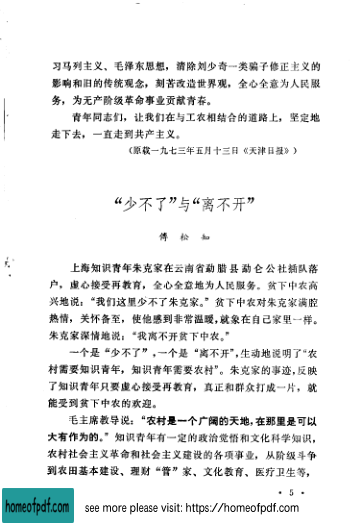 习马列主义、毛泽东思想，清除刘少奇一类骗子修正主义的
影响和旧的传统观念，刻苦改造世界观，全心全意为人民服
务，为无产阶级革命事业贡献青春。
青年同志们，让我们在与工农相结合的道路上，坚定地
走下去，一直走到共产主义。
（原载一九七三年五月十三日《天津日报》）
“少不了”与“离不开”
傅松如
上海知识青年朱克家在云南省勐腊县勐仑公社插队落
户，虚心接受再教育，全心全意地为人民服务。贫下中农高
兴地说：“我们这里少不了朱克家。”贫下中农对朱克家满腔
热情，关怀备至，使他感到非常温暖，就象在自己家里一样。
朱克家深情地说：“我离不开贫下中农。”
一个是“少不了”，一个是“离不开”，生动地说明了“农
村需要知识青年，知识青年需要农村”。朱克家的事迹，反映
了知识青年只要虚心接受再教育，真正和群众打成一片，就
能受到贫下中农的欢迎。
毛主席教导说：“农村是一个广阔的天地，在那里是可以
大有作为的。”知识青年有一定的政治觉悟和文化科学知识，
农村社会主义革命和社会主义建设的各项事业，从阶级斗争
到农田基本建设、理财“管”家、文化教育、医疗卫生等，
· 5 ·
homeofpdf.com
see more please visit: https://homeofpdf.com